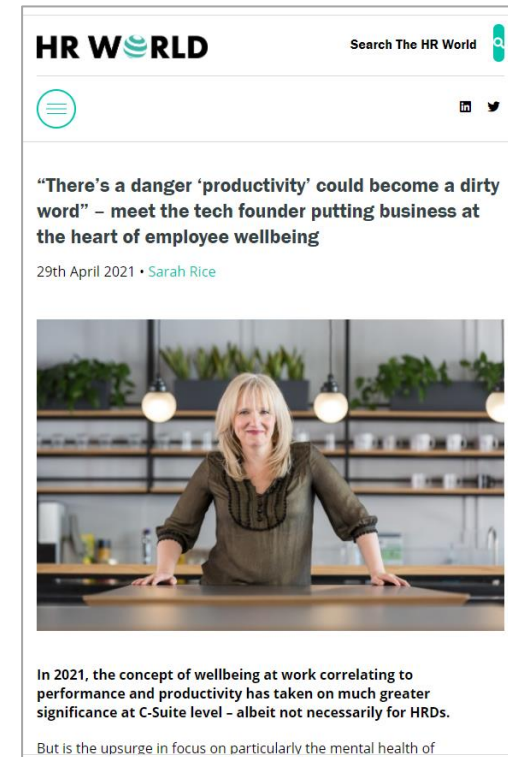 HR WORLD
Search The HR World
“There’s a danger ‘productivity’ could become a dirty
word” – meet the tech founder putting business at
the heart of employee wellbeing
29th April 2021 • Sarah Rice
In 2021, the concept of wellbeing at work correlating to
performance and productivity has taken on much greater
significance at C-Suite level – albeit not necessarily for HRDs.
But is the upsurge in focus on particularly the mental health of